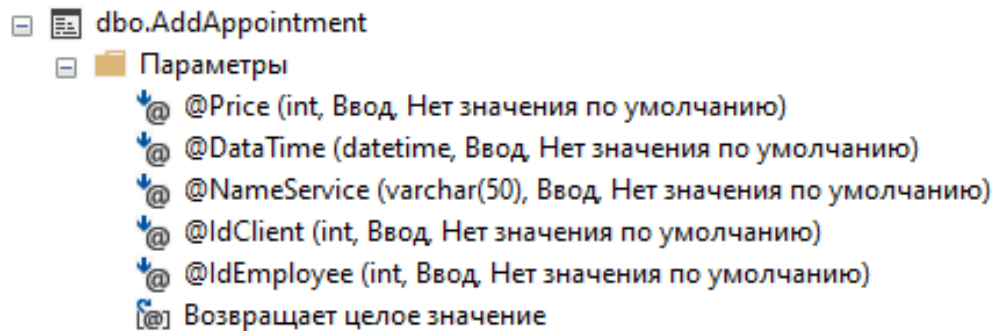 dbo.AddAppointment
Параметры
@Price (int, Ввод, Нет значения по умолчанию)
@DataTime (datetime, Ввод, Нет значения по умолчанию)
@NameService (varchar(50), Ввод, Нет значения по умолчанию)
@IdClient (int, Ввод, Нет значения по умолчанию)
@IdEmployee (int, Ввод, Нет значения по умолчанию)
Возвращает целое значение